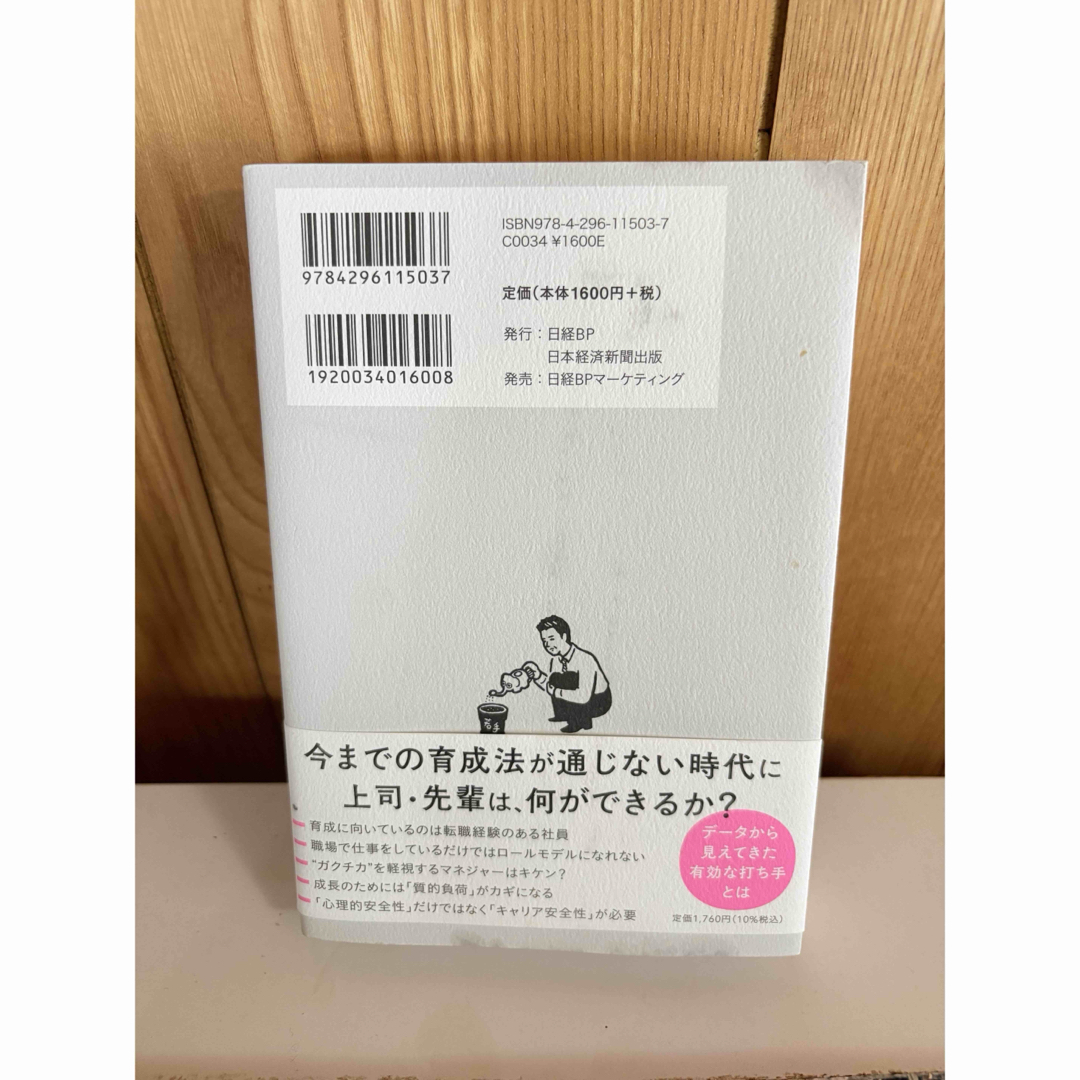 9784296115037
ISBN978-4-296-11503-7
C0034 ¥1600E
定価(本体1600円+税)
1920034016008
発行：日経BP
日本経済新聞出版
発売：日経BPマーケティング
若手
今までの育成法が通じない時代に
上司・先輩は、何ができるか?
育成に向いているのは転職経験のある社員
職場で仕事をしているだけではロールモデルになれない
“ガクチカ”を軽視するマネジャーはキケン?
成長のためには「質的負荷」がカギになる
「心理的安全性」だけではなく「キャリア安全性」が必要
データから
見えてきた
有効な打ち手
とは
定価1,760円(10%税込)